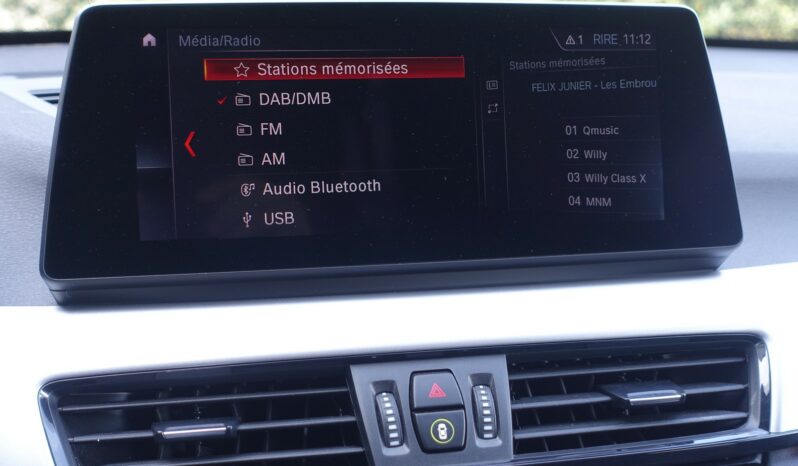 Média/Radio
1 RIRE 11:12
Stations mémorisées
DAB/DMB
FM
AM
Audio Bluetooth
USB
Stations mémorisées
FELIX JUNIER - Les Embrou
01 Qmusic
02 Willy
03 Willy Class X
04 MNM